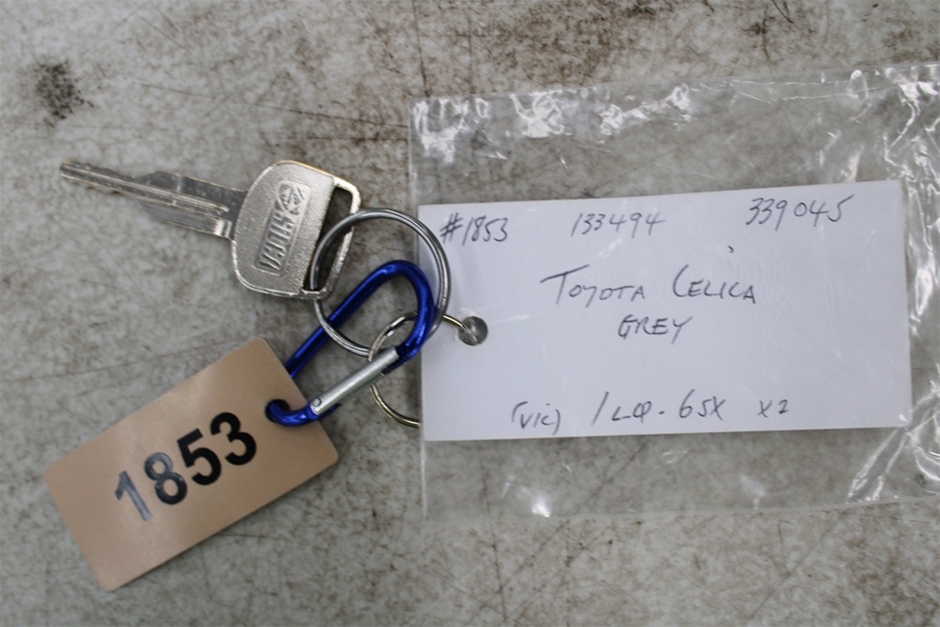 #1853 133494 339045
TOYOTA CELICA
GREY
(VIC) 1LQ-6SX X2
1853